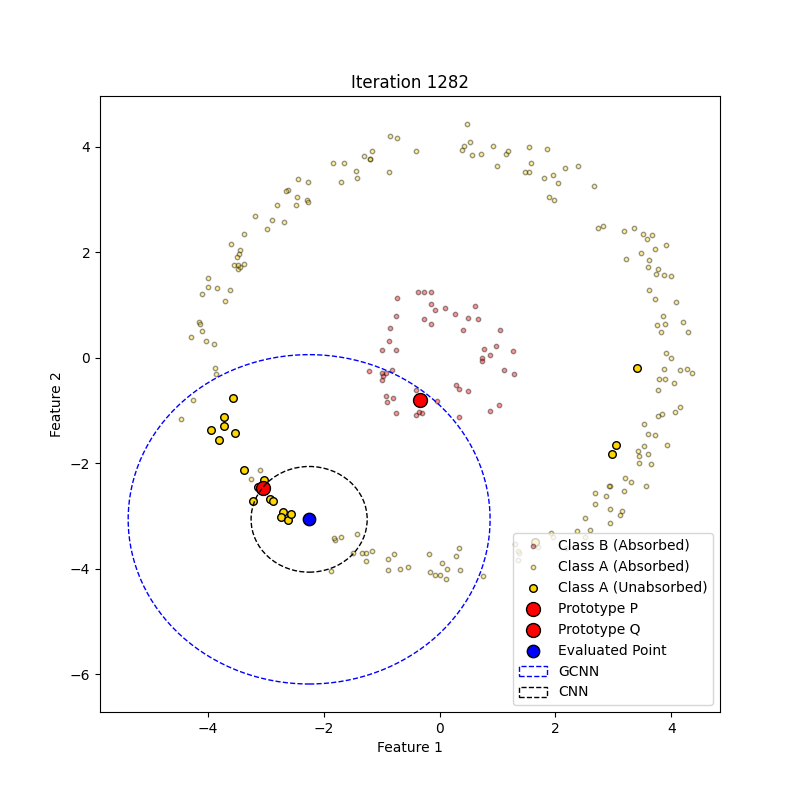 Iteration 1282
Feature 2
4
2
0
−2
−4
−6
−4
−2
0
2
4
Feature 1
Class B (Absorbed)
Class A (Absorbed)
Class A (Unabsorbed)
Prototype P
Prototype Q
Evaluated Point
GCNN
CNN